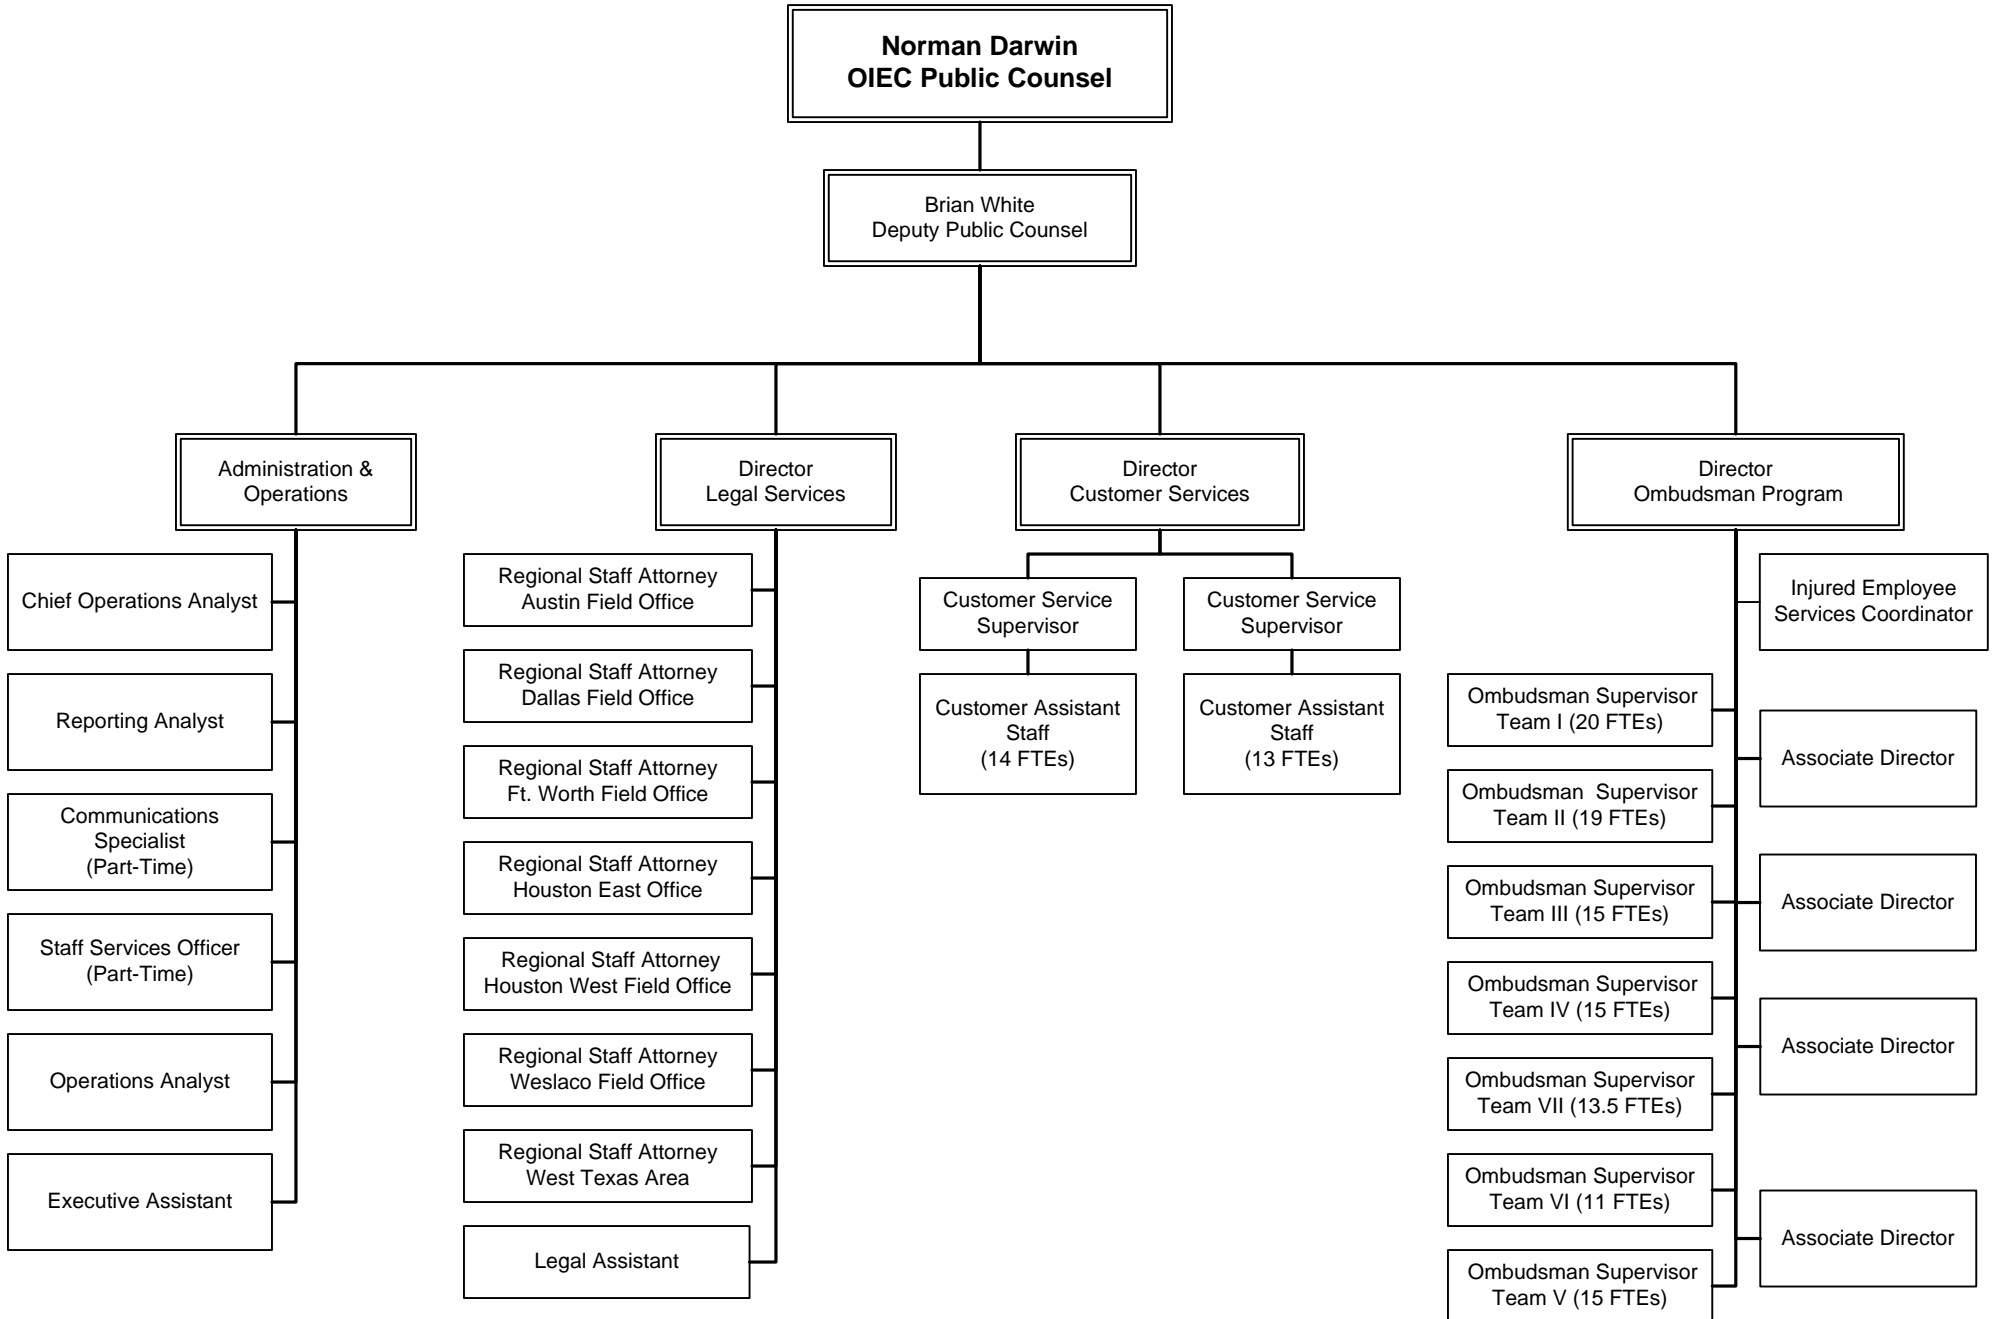 Norman Darwin
OIEC Public Counsel
Brian White
Deputy Public Counsel
Administration &
Operations
Chief Operations Analyst
Reporting Analyst
Communications
Specialist
(Part-Time)
Staff Services Officer
(Part-Time)
Operations Analyst
Executive Assistant
Director
Legal Services
Regional Staff Attorney
Austin Field Office
Regional Staff Attorney
Dallas Field Office
Regional Staff Attorney
Ft. Worth Field Office
Regional Staff Attorney
Houston East Office
Regional Staff Attorney
Houston West Field Office
Regional Staff Attorney
Weslaco Field Office
Regional Staff Attorney
West Texas Area
Legal Assistant
Director
Customer Services
Customer Service
Supervisor
Customer Assistant
Staff
(14 FTEs)
Customer Service
Supervisor
Customer Assistant
Staff
(13 FTEs)
Director
Ombudsman Program
Injured Employee
Services Coordinator
Ombudsman Supervisor
Team I (20 FTEs)
Ombudsman  Supervisor
Team II (19 FTEs)
Ombudsman Supervisor
Team III (15 FTEs)
Ombudsman Supervisor
Team IV (15 FTEs)
Ombudsman Supervisor
Team VII (13.5 FTEs)
Ombudsman Supervisor
Team VI (11 FTEs)
Ombudsman Supervisor
Team V (15 FTEs)
Associate Director
Associate Director
Associate Director
Associate Director